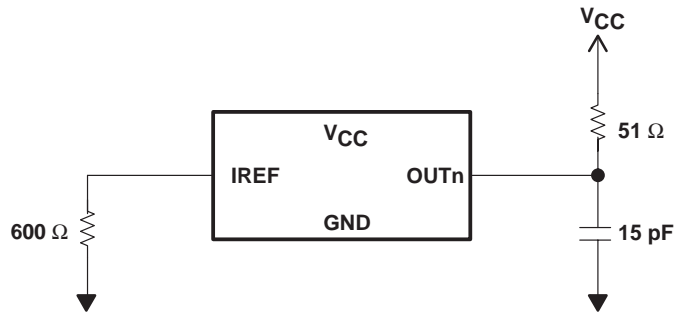 VCC
51 Ω
VCC
IREF
OUTn
600 Ω
GND
15 pF